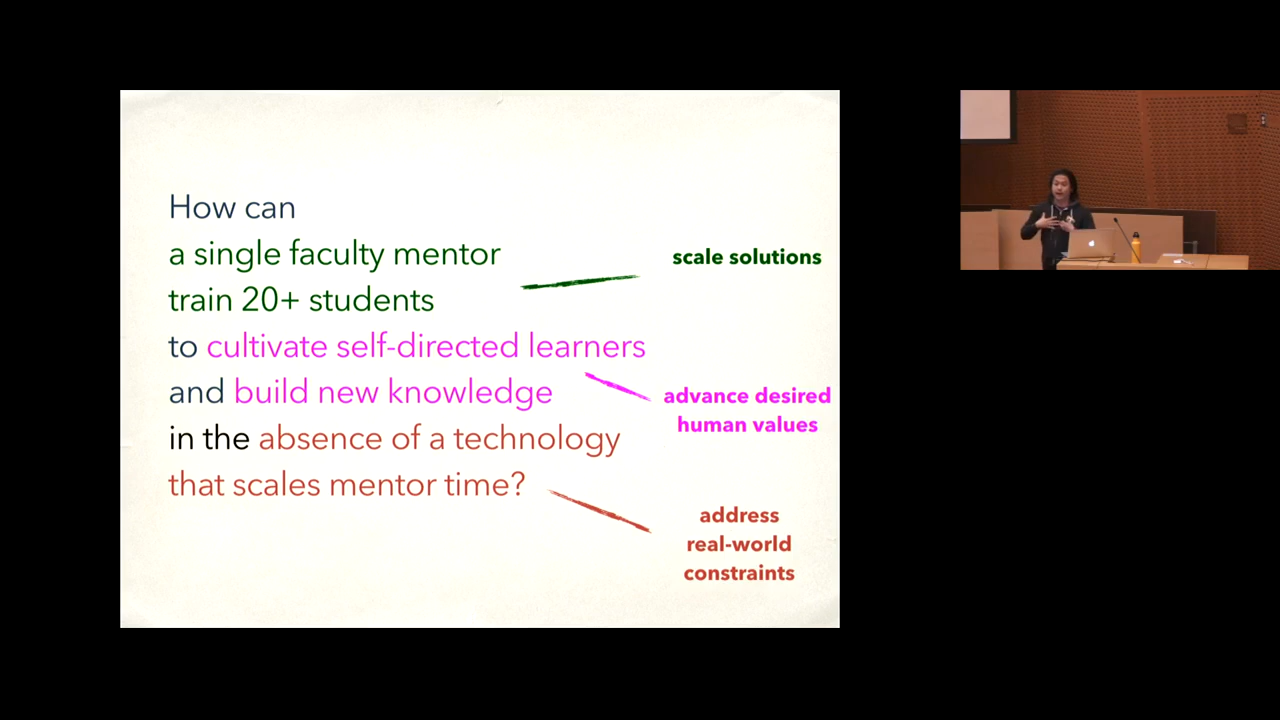 How can
a single faculty mentor
train 20+ students
to cultivate self-directed learners
and build new knowledge
in the absence of a technology
that scales mentor time?
scale solutions
advance desired
human values
address
real-world
constraints